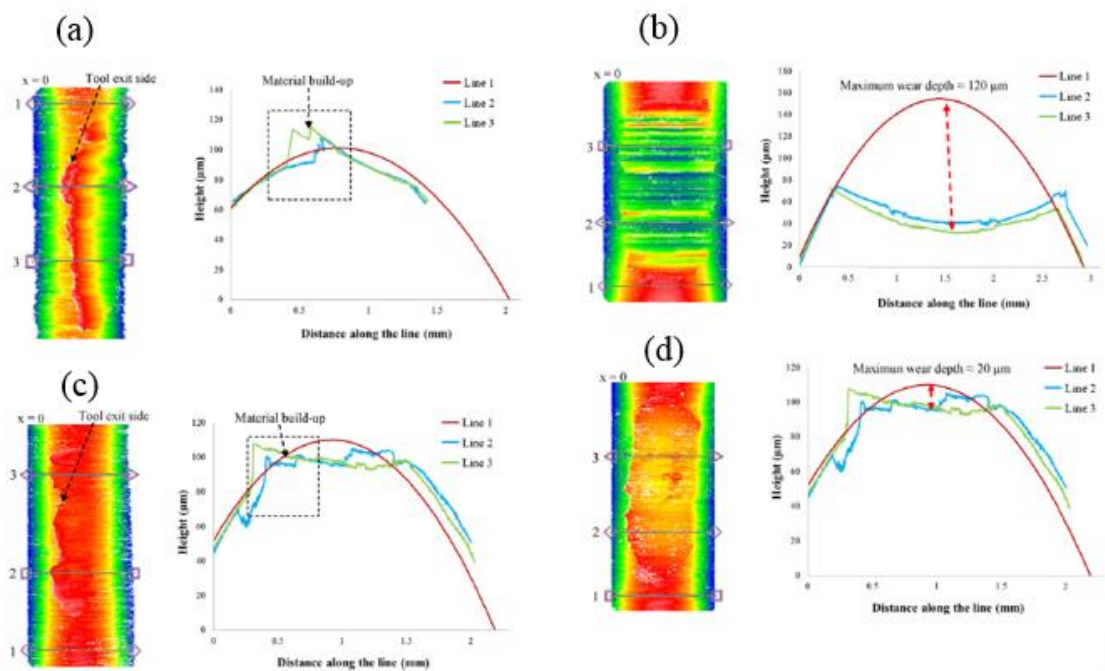 (a)
x = 0
Tool exit side
1
2
3
Material build-up
Line 1
Line 2
Line 3
Height (µm)
140
120
100
80
60
40
20
0
0 0.5 1 1.5 2
Distance along the line (mm)
(b)
x = 0
3
2
1
Maximum wear depth ≈ 120 µm
Line 1
Line 2
Line 3
Height (µm)
180
160
140
120
100
80
60
40
20
0
0 0.5 1 1.5 2 2.5 3
Distance along the line (mm)
(c)
x = 0
Tool exit side
3
2
1
Material build-up
Line 1
Line 2
Line 3
Height (µm)
120
100
80
60
40
20
0
0 0.5 1 1.5 2
Distance along the line (mm)
(d)
x = 0
3
2
1
Maximun wear depth ≈ 20 µm
Line 1
Line 2
Line 3
Height (µm)
120
100
80
60
40
20
0
0 0.5 1 1.5 2
Distance along the line (mm)